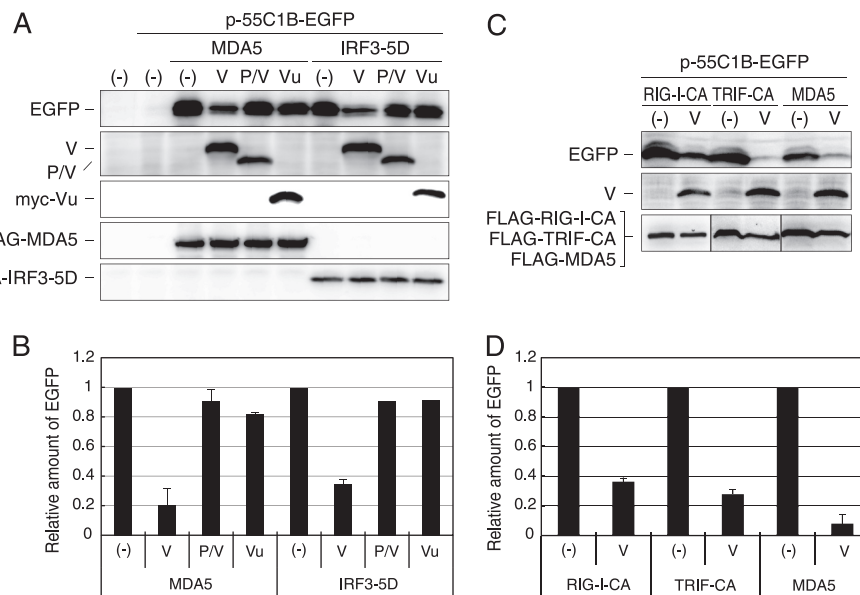 A
p-55C1B-EGFP
MDA5 IRF3-5D
(-) (-) (-) V P/V Vu (-) V P/V Vu
EGFP
V
P/V
myc-Vu
AG-MDA5
-IRF3-5D
B
Relative amount of EGFP
1.2
1
0.8
0.6
0.4
0.2
0
(-) V P/V Vu (-) V P/V Vu
MDA5 IRF3-5D
C
p-55C1B-EGFP
RIG-I-CA TRIF-CA MDA5
(-) V (-) V (-) V
EGFP
V
FLAG-RIG-I-CA
FLAG-TRIF-CA
FLAG-MDA5
D
Relative amount of EGFP
1.2
1
0.8
0.6
0.4
0.2
0
(-) V (-) V (-) V
RIG-I-CA TRIF-CA MDA5